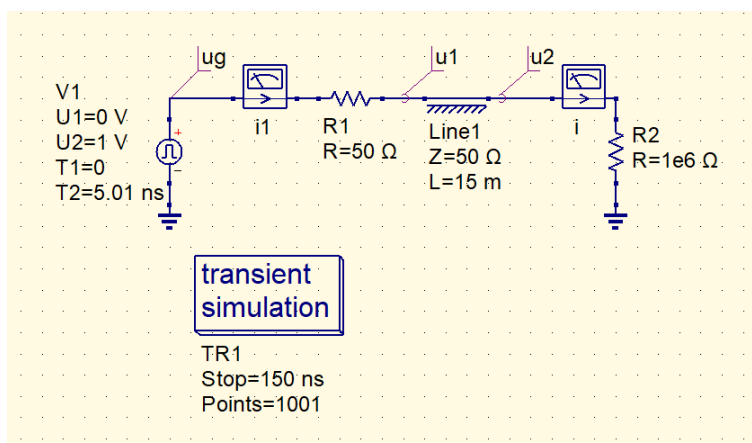 ug
u1
u2
V1
U1=0 V
U2=1 V
T1=0
T2=5.01 ns
+
−
i1
R1
R=50 Ω
Line1
Z=50 Ω
L=15 m
i
R2
R=1e6 Ω
transient
simulation
TR1
Stop=150 ns
Points=1001